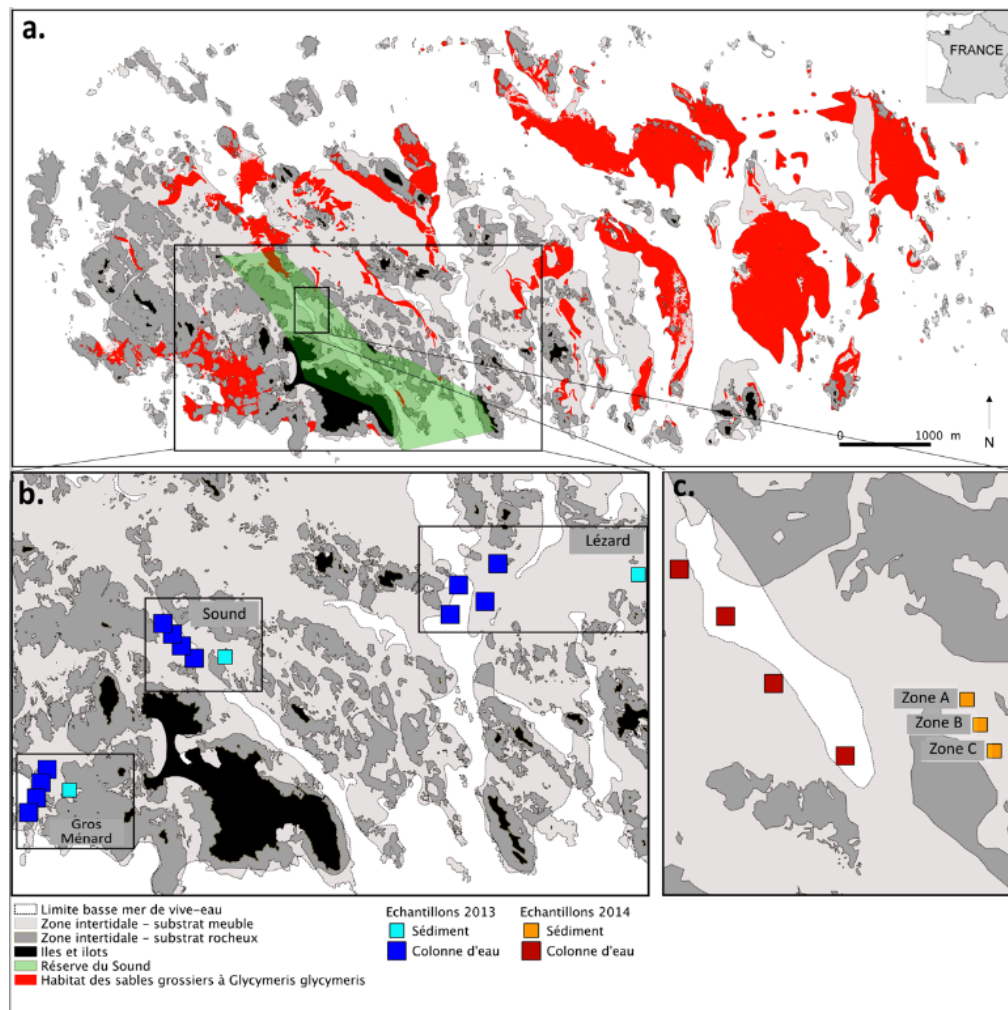 a.
FRANCE
0 1000 m
N
b.
Lézard
Sound
Gros
Ménard
c.
Zone A
Zone B
Zone C
Limite basse mer de vive-eau
Zone intertidale - substrat meuble
Zone intertidale - substrat rocheux
Iles et ilots
Réserve du Sound
Habitat des sables grossiers à Glycymeris glycymeris
Echantillons 2013
Sédiment
Colonne d'eau
Echantillons 2014
Sédiment
Colonne d'eau